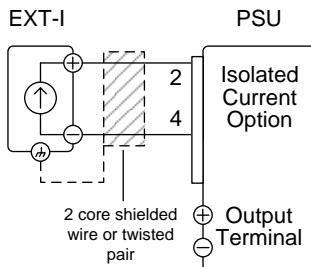 EXT-I
PSU
2
4
Isolated
Current
Option
2 core shielded
wire or twisted
pair
+
Output
Terminal
-